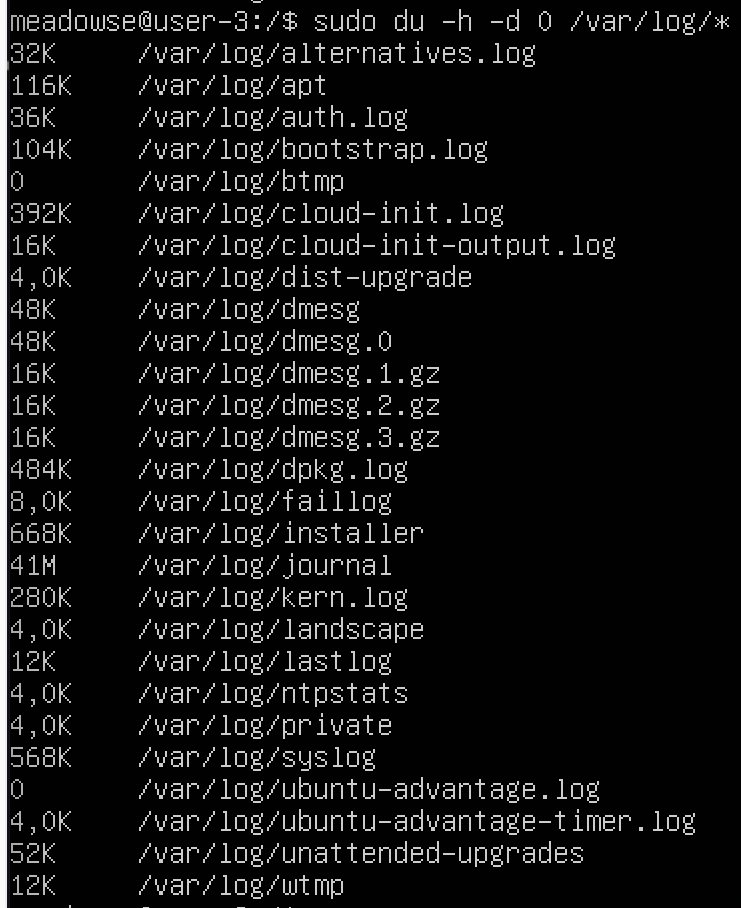 meadowse@user-3:/$ sudo du -h -d 0 /var/log/*
32K /var/log/alternatives.log
116K /var/log/apt
36K /var/log/auth.log
104K /var/log/bootstrap.log
0 /var/log/btmp
392K /var/log/cloud-init.log
16K /var/log/cloud-init-output.log
4,0K /var/log/dist-upgrade
48K /var/log/dmesg
48K /var/log/dmesg.0
16K /var/log/dmesg.1.gz
16K /var/log/dmesg.2.gz
16K /var/log/dmesg.3.gz
484K /var/log/dpkg.log
8,0K /var/log/faillog
668K /var/log/installer
41M /var/log/journal
280K /var/log/kern.log
4,0K /var/log/landscape
12K /var/log/lastlog
4,0K /var/log/ntpstats
4,0K /var/log/private
568K /var/log/syslog
0 /var/log/ubuntu-advantage.log
4,0K /var/log/ubuntu-advantage-timer.log
52K /var/log/unattended-upgrades
12K /var/log/wtmp